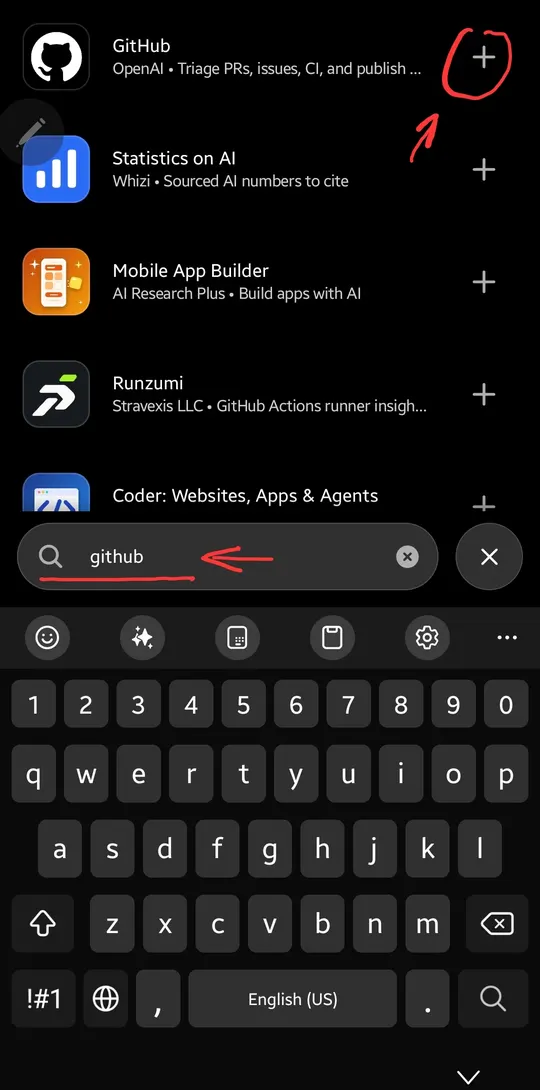 GitHub
OpenAI • Triage PRs, issues, CI, and publish ...
Statistics on AI
Whizi • Sourced AI numbers to cite
Mobile App Builder
AI Research Plus • Build apps with AI
Runzumi
Stravexis LLC • GitHub Actions runner insigh...
Coder: Websites, Apps & Agents
github
1 2 3 4 5 6 7 8 9 0
q w e r t y u i o p
a s d f g h j k l
z x c v b n m
!#1 , English (US) .